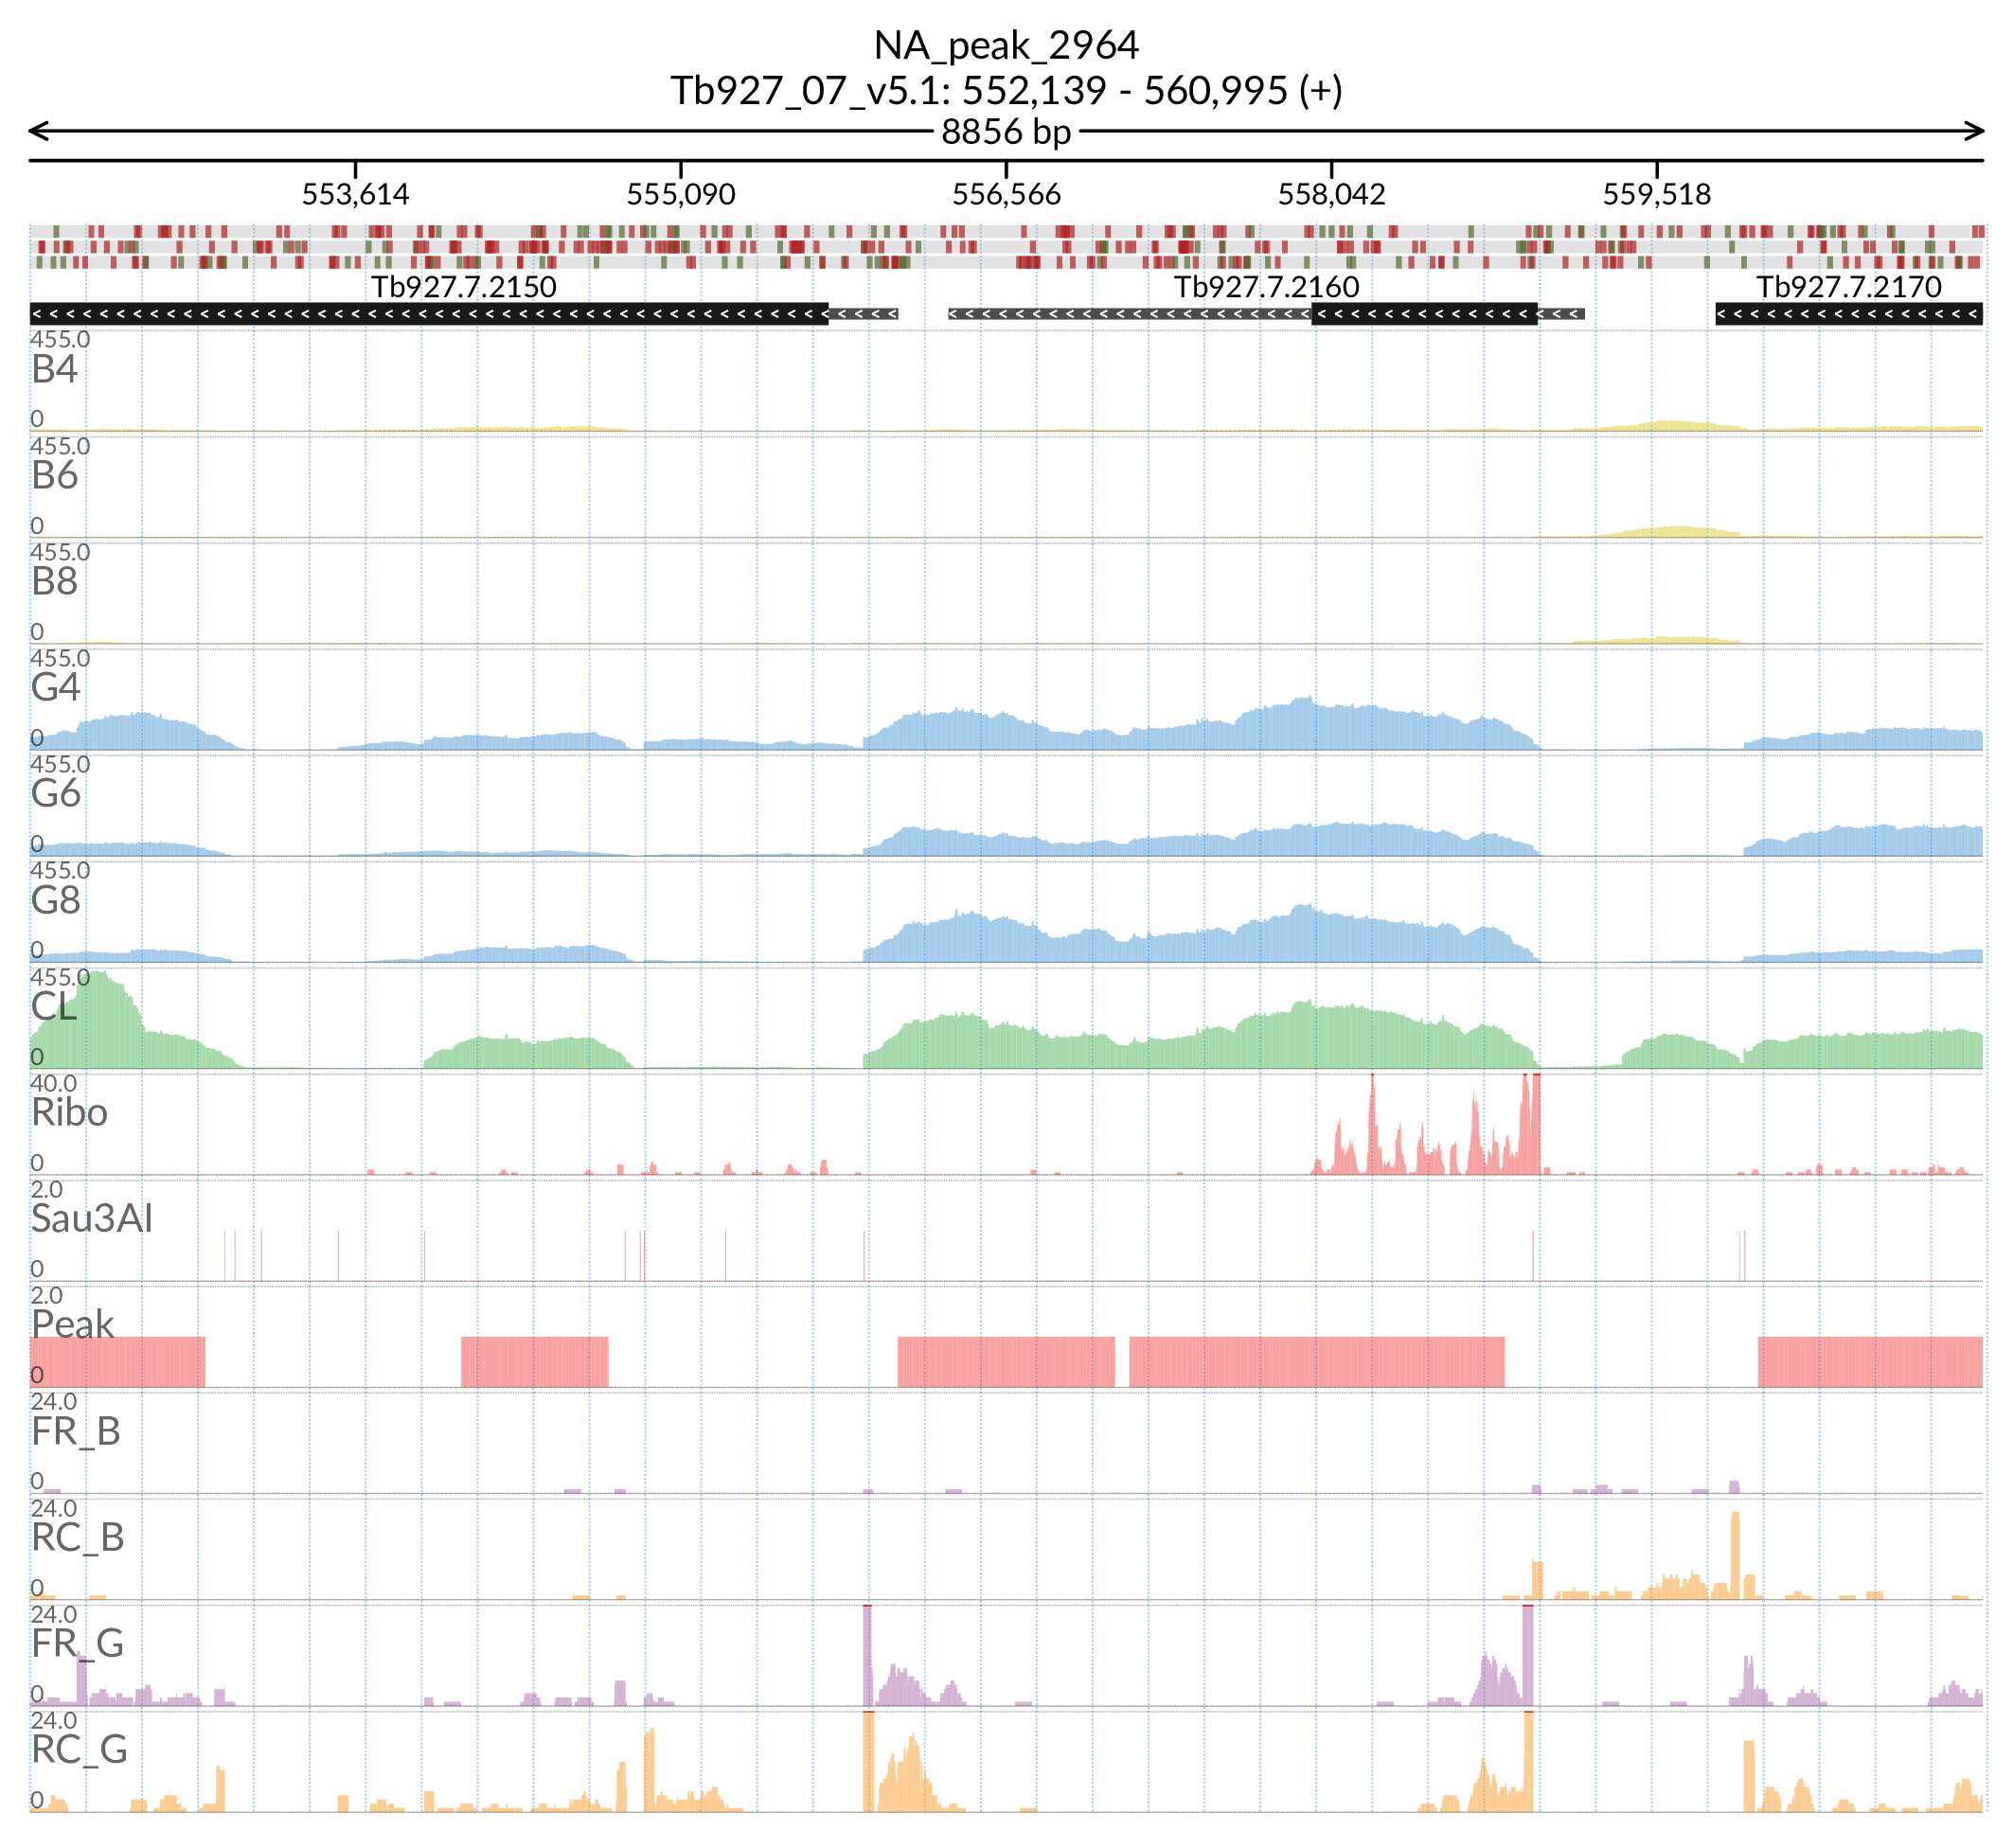 NA_peak_2964
Tb927_07_v5.1: 552,139 - 560,995 (+)
8856 bp
553,614 555,090 556,566 558,042 559,518
Tb927.7.2150 Tb927.7.2160 Tb927.7.2170
455.0
B4
0
455.0
B6
0
455.0
B8
0
455.0
G4
0
455.0
G6
0
455.0
G8
0
455.0
CL
0
40.0
Ribo
0
2.0
Sau3AI
0
2.0
Peak
0
24.0
FR_B
0
24.0
RC_B
0
24.0
FR_G
0
24.0
RC_G
0